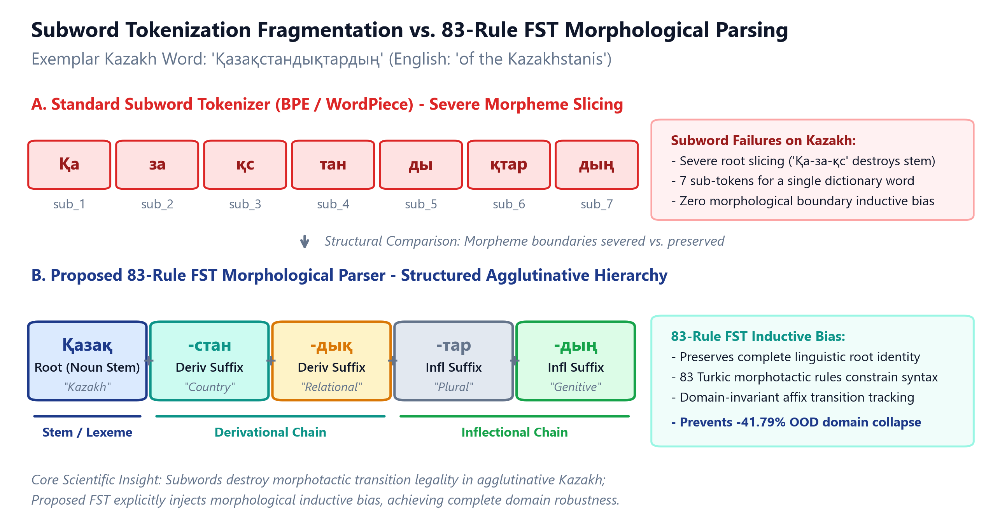 Subword Tokenization Fragmentation vs. 83-Rule FST Morphological Parsing
Exemplar Kazakh Word: 'Қазақстандықтардың' (English: 'of the Kazakhstanis')
A. Standard Subword Tokenizer (BPE / WordPiece) - Severe Morpheme Slicing
Қа
за
қс
тан
ды
қтар
дың
sub_1
sub_2
sub_3
sub_4
sub_5
sub_6
sub_7
Subword Failures on Kazakh:
- Severe root slicing ('Қа-за-қс' destroys stem)
- 7 sub-tokens for a single dictionary word
- Zero morphological boundary inductive bias
Structural Comparison: Morpheme boundaries severed vs. preserved
B. Proposed 83-Rule FST Morphological Parser - Structured Agglutinative Hierarchy
Қазақ
Root (Noun Stem)
"Kazakh"
+
-стан
Deriv Suffix
"Country"
+
-дық
Deriv Suffix
"Relational"
+
-тар
Infl Suffix
"Plural"
+
-дың
Infl Suffix
"Genitive"
Stem / Lexeme
Derivational Chain
Inflectional Chain
83-Rule FST Inductive Bias:
- Preserves complete linguistic root identity
- 83 Turkic morphotactic rules constrain syntax
- Domain-invariant affix transition tracking
- Prevents -41.79% OOD domain collapse
Core Scientific Insight: Subwords destroy morphotactic transition legality in agglutinative Kazakh;
Proposed FST explicitly injects morphological inductive bias, achieving complete domain robustness.